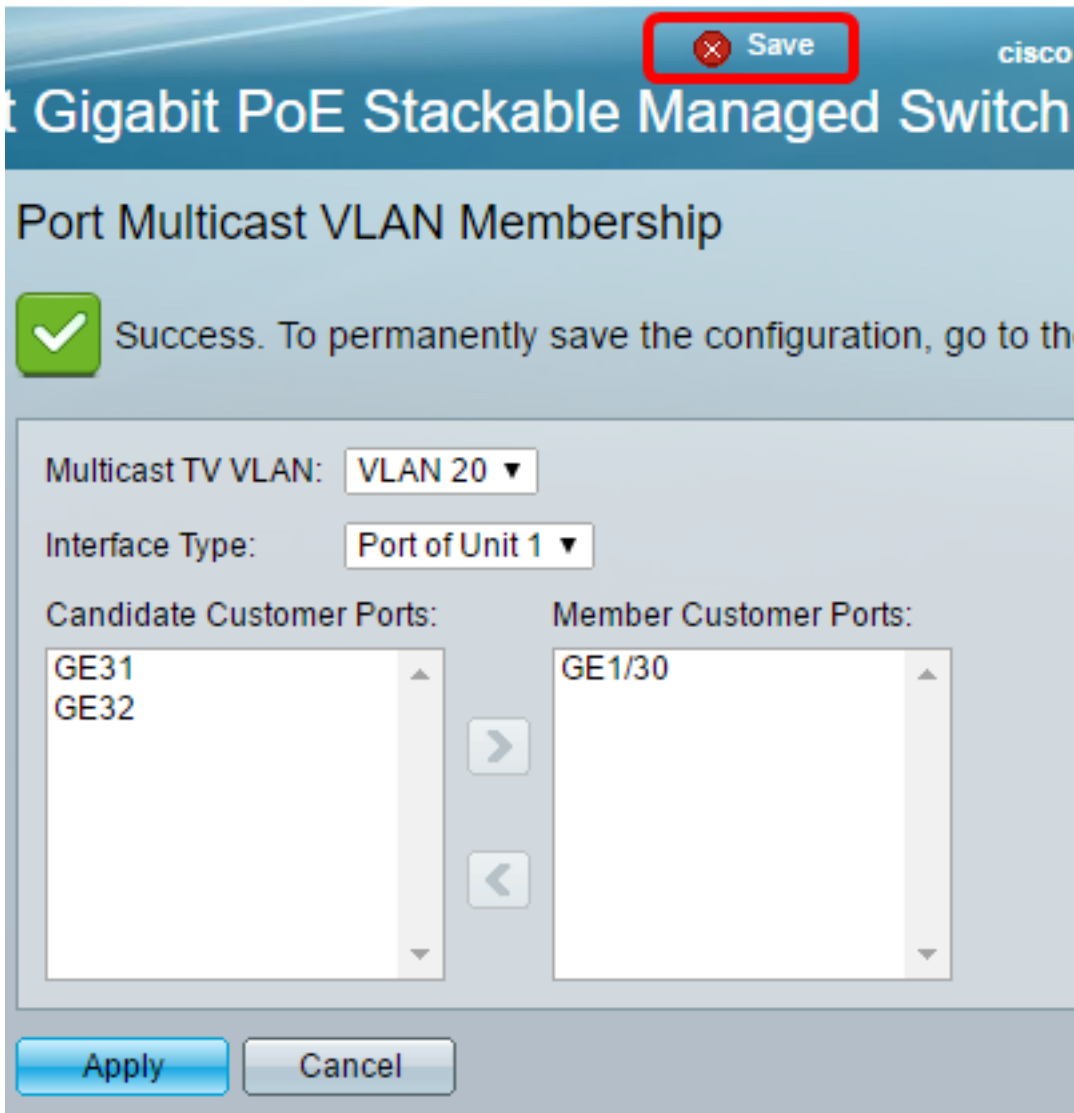 Save
cisco
t Gigabit PoE Stackable Managed Switch
Port Multicast VLAN Membership
Success. To permanently save the configuration, go to th
Multicast TV VLAN: VLAN 20
Interface Type: Port of Unit 1
Candidate Customer Ports: Member Customer Ports:
GE31 GE1/30
GE32
Apply Cancel